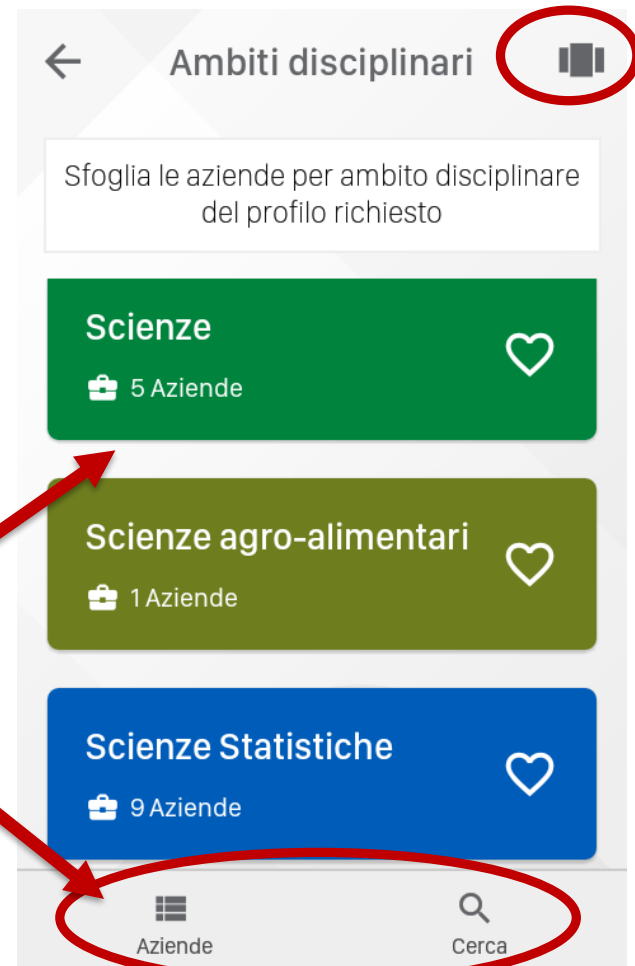 Ambiti disciplinari
Sfoglia le aziende per ambito disciplinare
del profilo richiesto
Scienze
5 Aziende
Scienze agro-alimentari
1 Aziende
Scienze Statistiche
9 Aziende
Aziende
Cerca